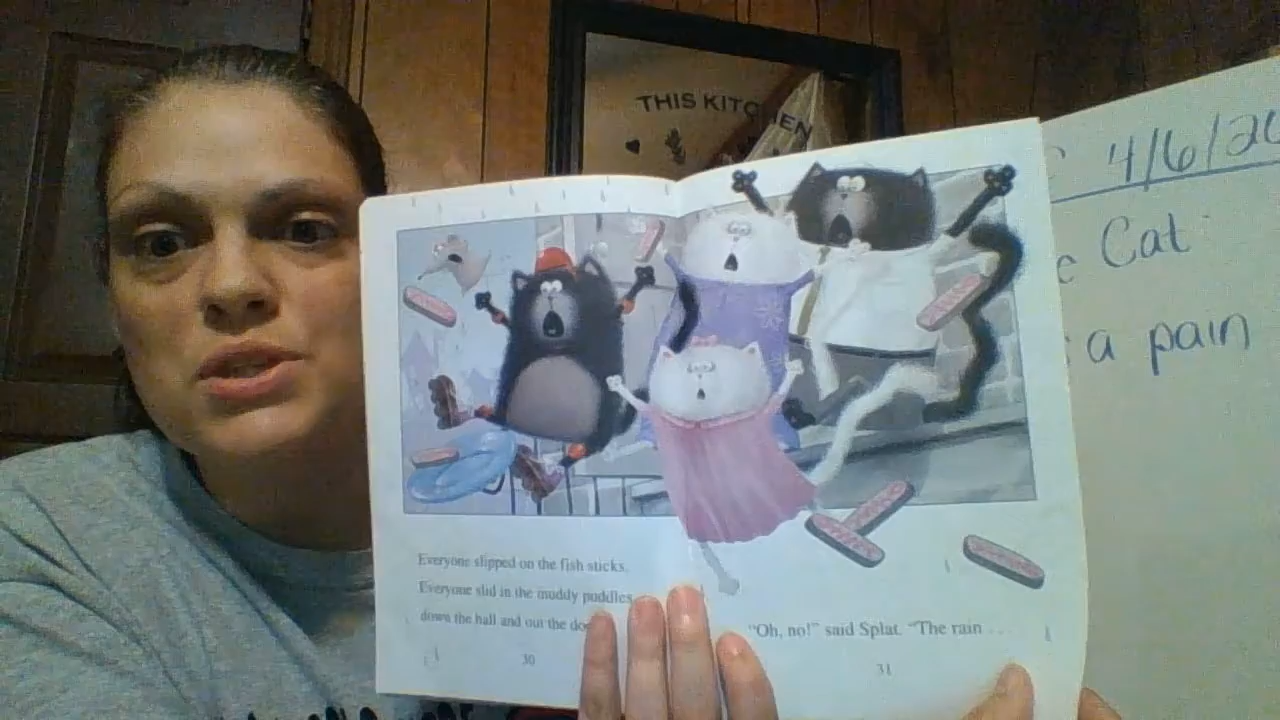 THIS KITCHEN
4/6/20
Cat
a pain
Everyone slipped on the fish sticks.
Everyone slid in the muddy puddles
down the hall and out the
30
"Oh, no!" said Splat. "The rain . . .
31